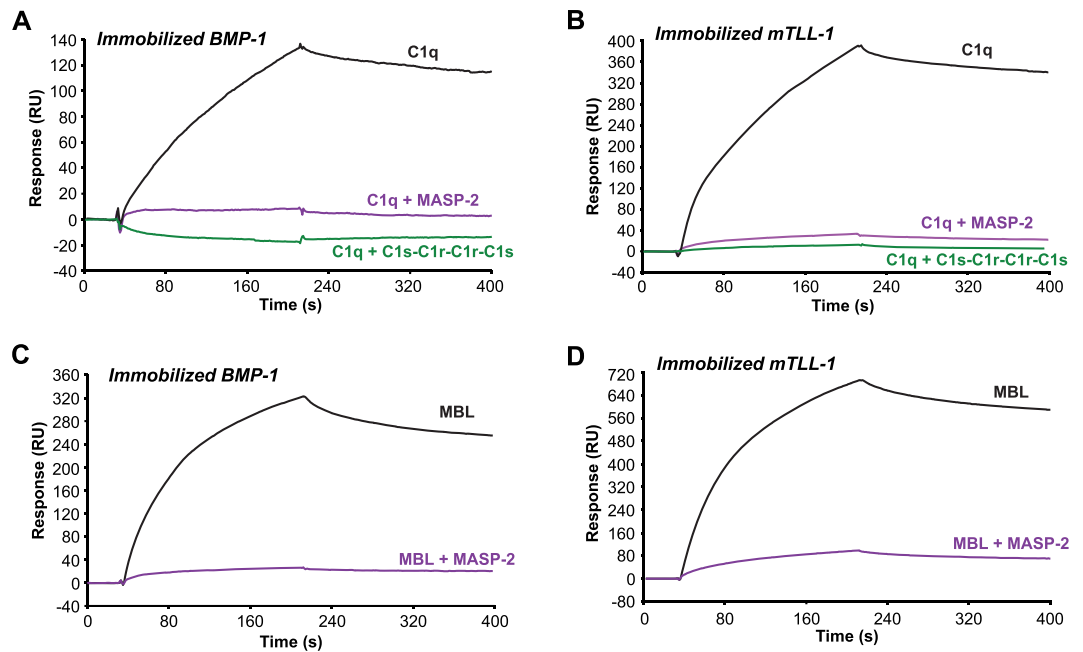 A
Immobilized BMP-1
140
120
100
80
60
40
20
0
-20
-40
Response (RU)
C1q
C1q + MASP-2
C1q + C1s-C1r-C1r-C1s
0 80 160 240 320 400
Time (s)
B
Immobilized mTLL-1
400
360
320
280
240
200
160
120
80
40
0
-40
Response (RU)
C1q
C1q + MASP-2
C1q + C1s-C1r-C1r-C1s
0 80 160 240 320 400
Time (s)
C
Immobilized BMP-1
360
320
280
240
200
160
120
80
40
0
-40
Response (RU)
MBL
MBL + MASP-2
0 80 160 240 320 400
Time (s)
D
Immobilized mTLL-1
720
640
560
480
400
320
240
160
80
0
-80
Response (RU)
MBL
MBL + MASP-2
0 80 160 240 320 400
Time (s)